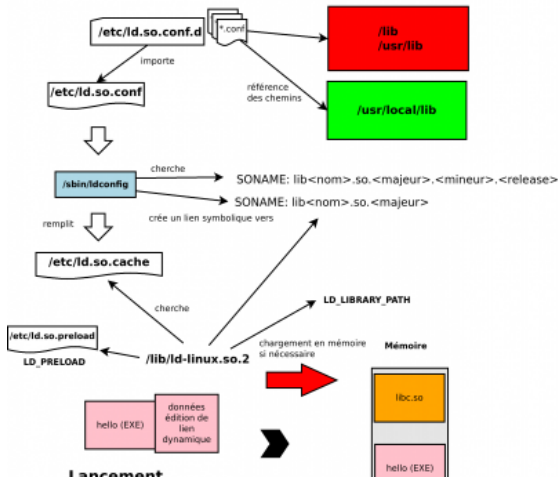 /etc/ld.so.conf.d
*.conf
/lib
/usr/lib
importe
/etc/ld.so.conf
référence
des chemins
/usr/local/lib
/sbin/ldconfig
cherche
SONAME: lib<nom>.so.<majeur>.<mineur>.<release>
SONAME: lib<nom>.so.<majeur>
crée un lien symbolique vers
remplit
/etc/ld.so.cache
cherche
LD_LIBRARY_PATH
/etc/ld.so.preload
LD_PRELOAD
/lib/ld-linux.so.2
chargement en mémoire
si nécessaire
Mémoire
libc.so
hello (EXE)
données
édition de
lien
dynamique
hello (EXE)
Lancement